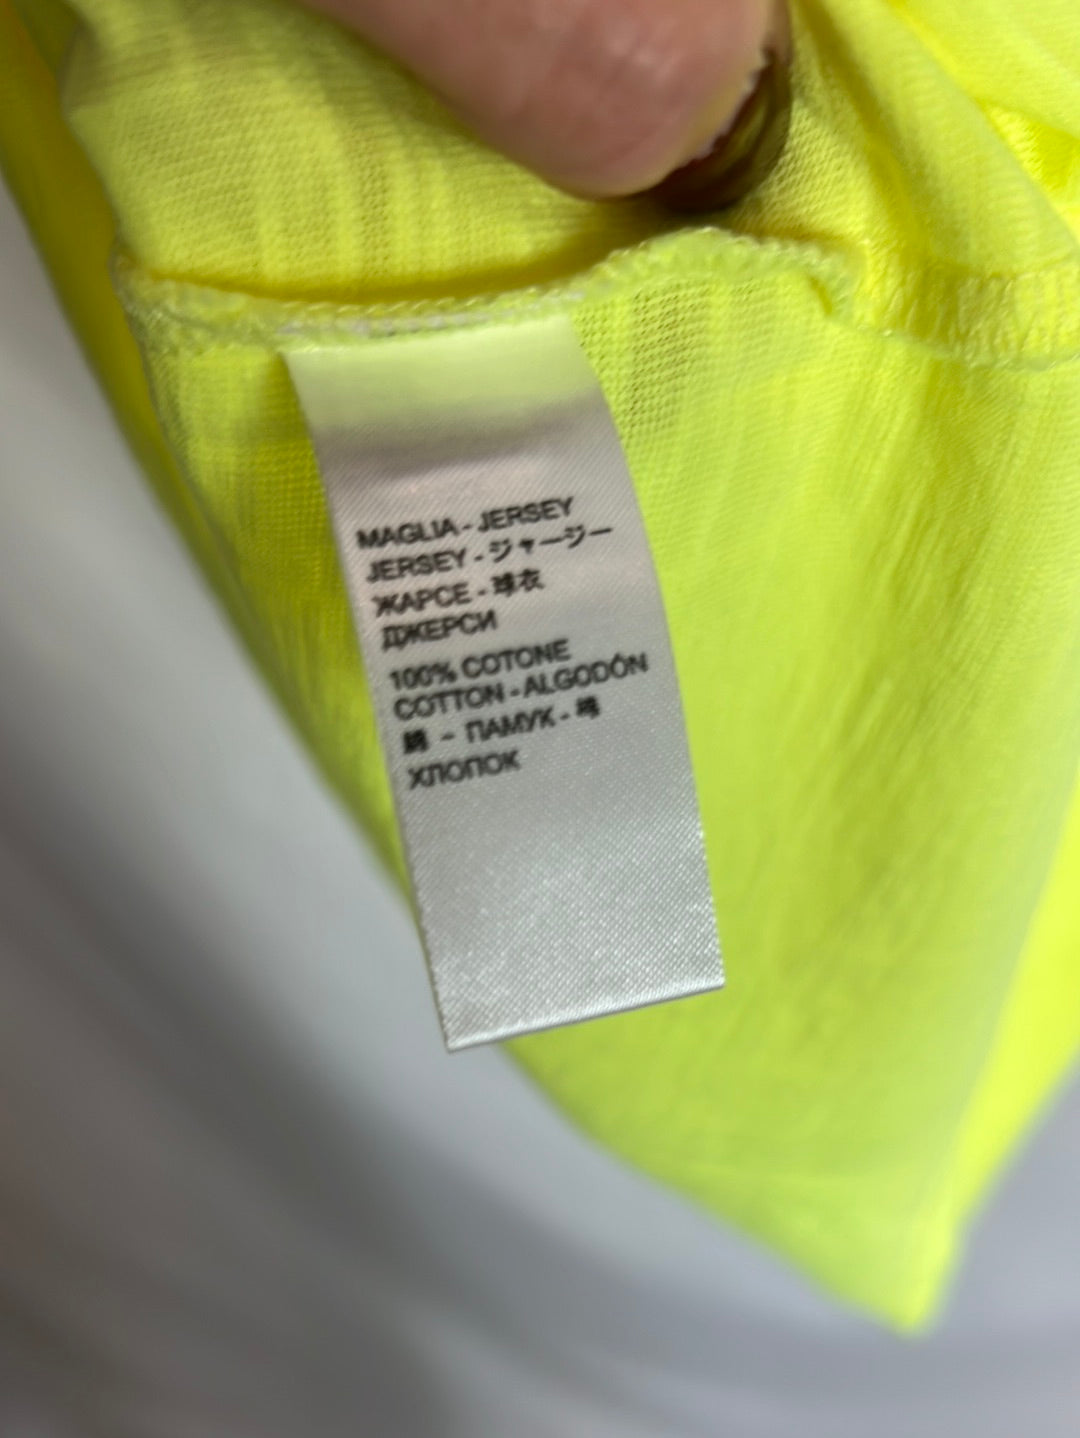 MAGLIA - JERSEY
JERSEY - ジャージー
ЖАРСЕ - 球衣
ДЖЕРСИ
100% COTONE
COTTON - ALGODÓN
綿 - ПАМУК - 棉
ХЛОПОК